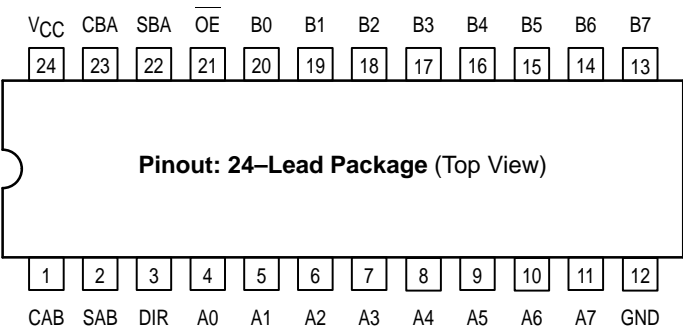 VCC CBA SBA OE B0 B1 B2 B3 B4 B5 B6 B7
24 23 22 21 20 19 18 17 16 15 14 13
Pinout: 24–Lead Package (Top View)
1 2 3 4 5 6 7 8 9 10 11 12
CAB SAB DIR A0 A1 A2 A3 A4 A5 A6 A7 GND